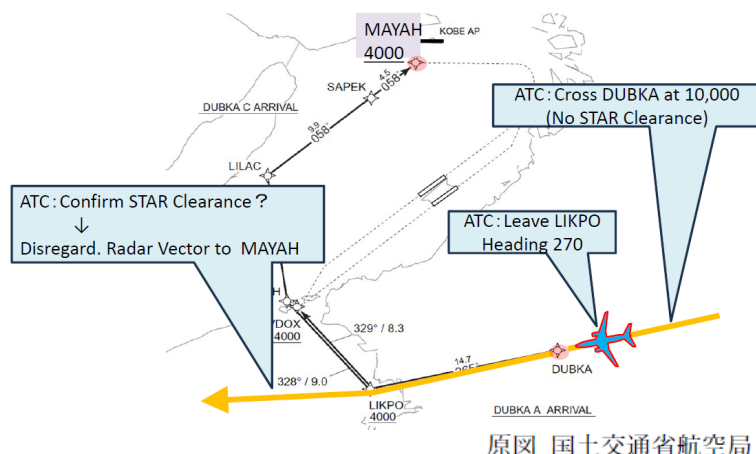 MAYAH
4000
KOBE AP
SAPEK
4.5
058°
DUBKA C ARRIVAL
9.9
058°
LILAC
ATC：Cross DUBKA at 10,000
(No STAR Clearance)
ATC：Confirm STAR Clearance？
↓
Disregard. Radar Vector to MAYAH
ATC：Leave LIKPO
Heading 270
H
YDOX
4000
329° / 8.3
328° / 9.0
14.7
DUBKA
LIKPO
4000
DUBKA A ARRIVAL
原図 国土交通省航空局